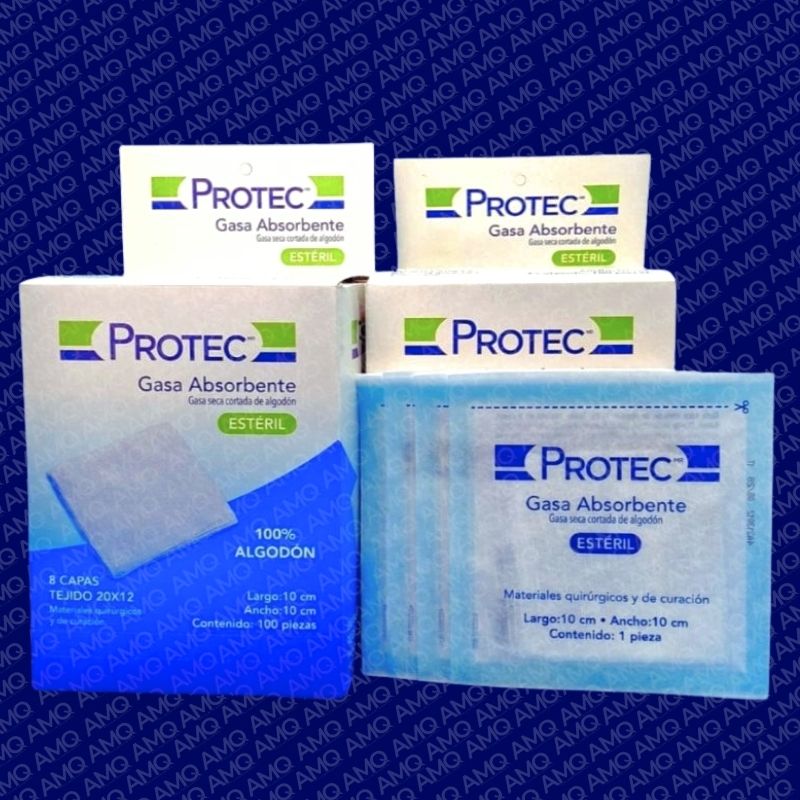 PROTEC
Gasa Absorbente
Gasa seca cortada de algodón
ESTÉRIL
PROTEC
Gasa Absorbente
Gasa seca cortada de algodón
ESTÉRIL
PROTEC
Gasa Absorbente
Gasa seca cortada de algodón
ESTÉRIL
100%
ALGODÓN
8 CAPAS
TEJIDO 20X12
Materiales quirúrgicos
y de curación
Largo:10 cm
Ancho:10 cm
Contenido: 100 piezas
PROTEC MR
PROTEC MR
Gasa Absorbente
Gasa seca cortada de algodón
ESTÉRIL
Materiales quirúrgicos y de curación
Largo:10 cm • Ancho:10 cm
Contenido: 1 pieza
AMQ